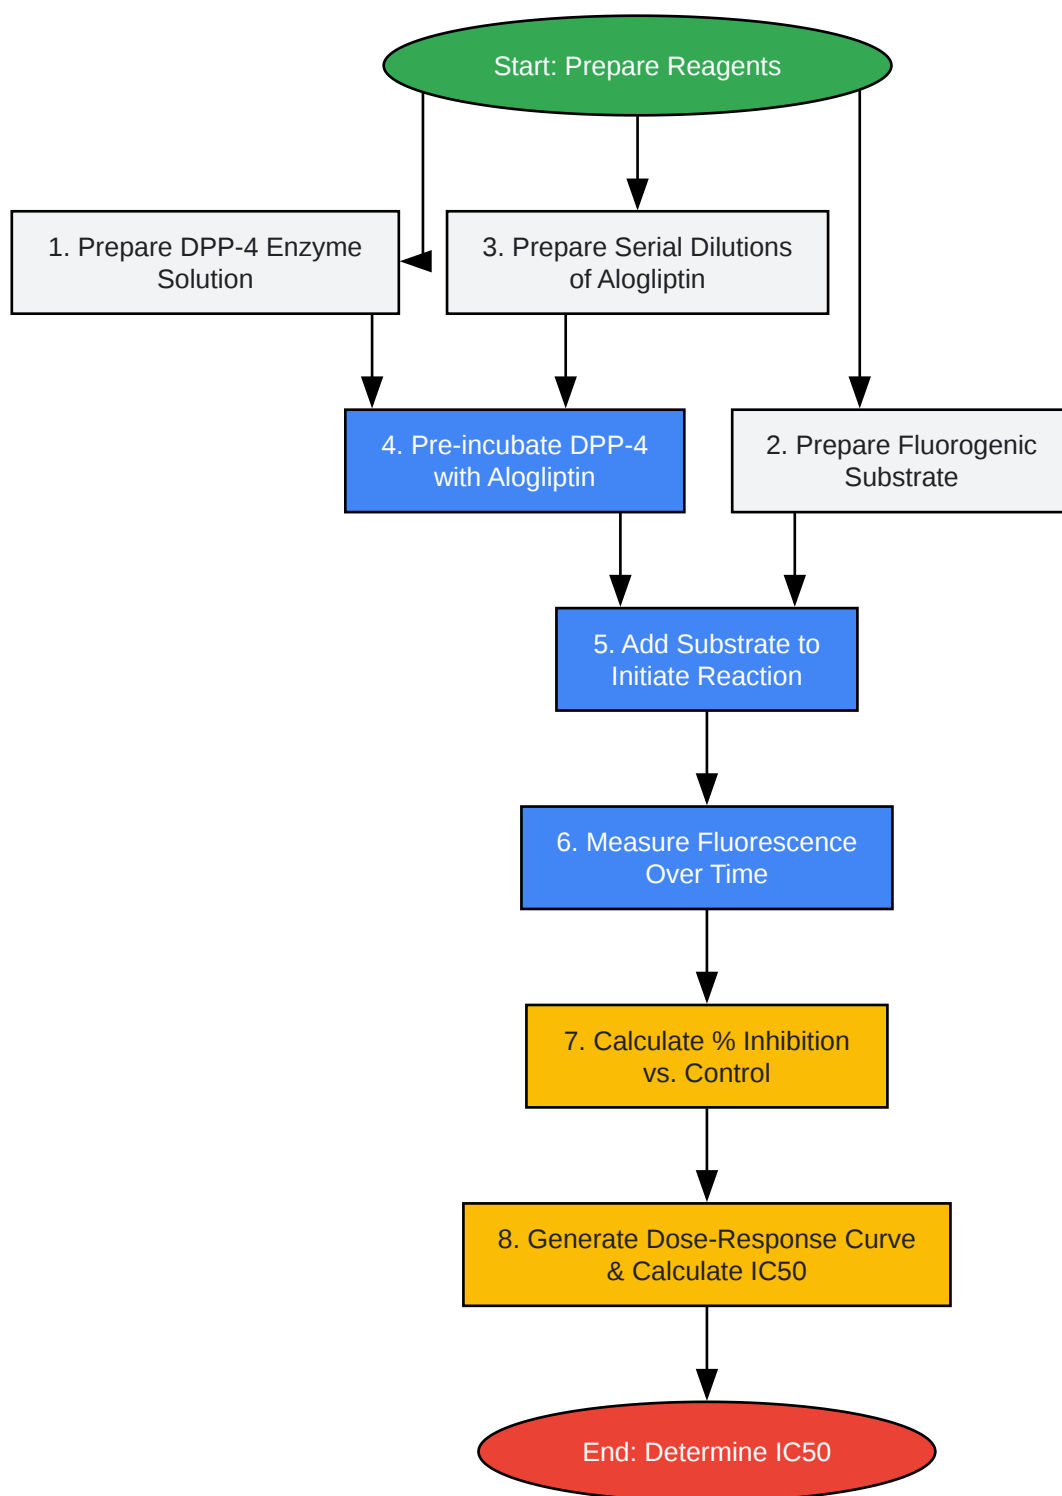 Start: Prepare Reagents
1. Prepare DPP-4 Enzyme
Solution
3. Prepare Serial Dilutions
of Alogliptin
4. Pre-incubate DPP-4
with Alogliptin
2. Prepare Fluorogenic
Substrate
5. Add Substrate to
Initiate Reaction
6. Measure Fluorescence
Over Time
7. Calculate % Inhibition
vs. Control
8. Generate Dose-Response Curve
& Calculate IC50
End: Determine IC50